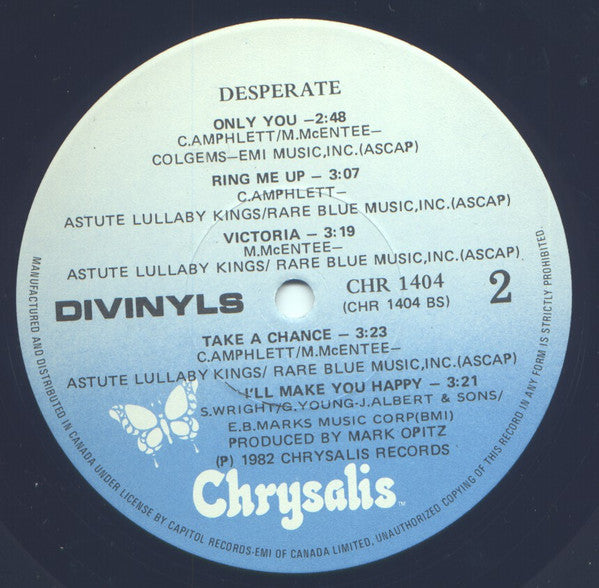 DESPERATE
ONLY YOU —2:48
C.AMPHLETT/M.McENTEE—
COLGEMS—EMI MUSIC,INC.(ASCAP)
RING ME UP — 3:07
C.AMPHLETT—
ASTUTE LULLABY KINGS/RARE BLUE MUSIC,INC.(ASCAP)
VICTORIA — 3:19
M.McENTEE—
ASTUTE LULLABY KINGS/ RARE BLUE MUSIC,INC.(ASCAP)
DIVINYLS
CHR 1404
(CHR 1404 BS)
2
TAKE A CHANCE — 3:23
C.AMPHLETT/M.McENTEE—
ASTUTE LULLABY KINGS/ RARE BLUE MUSIC,INC.(ASCAP)
I'LL MAKE YOU HAPPY — 3:21
S.WRIGHT/G.YOUNG-J.ALBERT & SONS/
E.B.MARKS MUSIC CORP(BMI)
PRODUCED BY MARK OPITZ
(P) 1982 CHRYSALIS RECORDS
Chrysalis™
MANUFACTURED AND DISTRIBUTED IN CANADA UNDER LICENSE BY CAPITOL RECORDS-EMI OF CANADA LIMITED. UNAUTHORIZED COPYING OF THIS RECORD IN ANY FORM IS STRICTLY PROHIBITED.